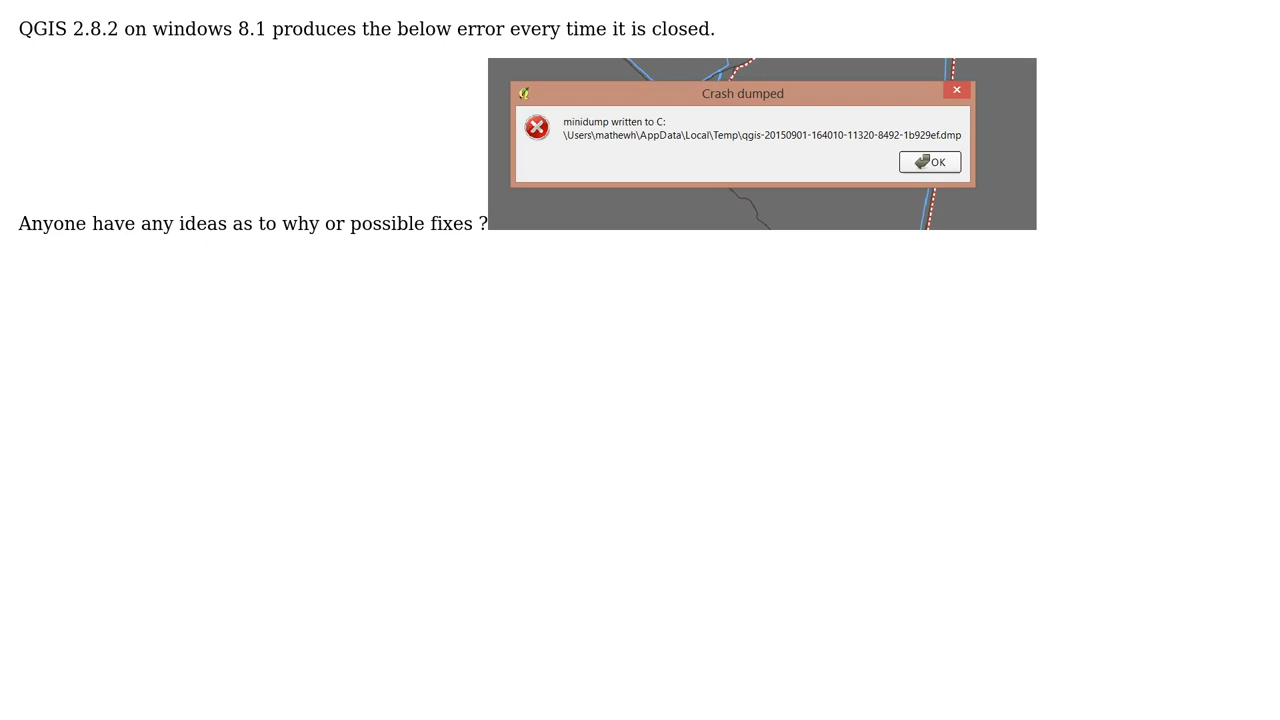 QGIS 2.8.2 on windows 8.1 produces the below error every time it is closed.
Crash dumped
minidump written to C:
\Users\mathewh\AppData\Local\Temp\qgis-20150901-164010-11320-8492-1b929ef.dmp
OK
Anyone have any ideas as to why or possible fixes ?